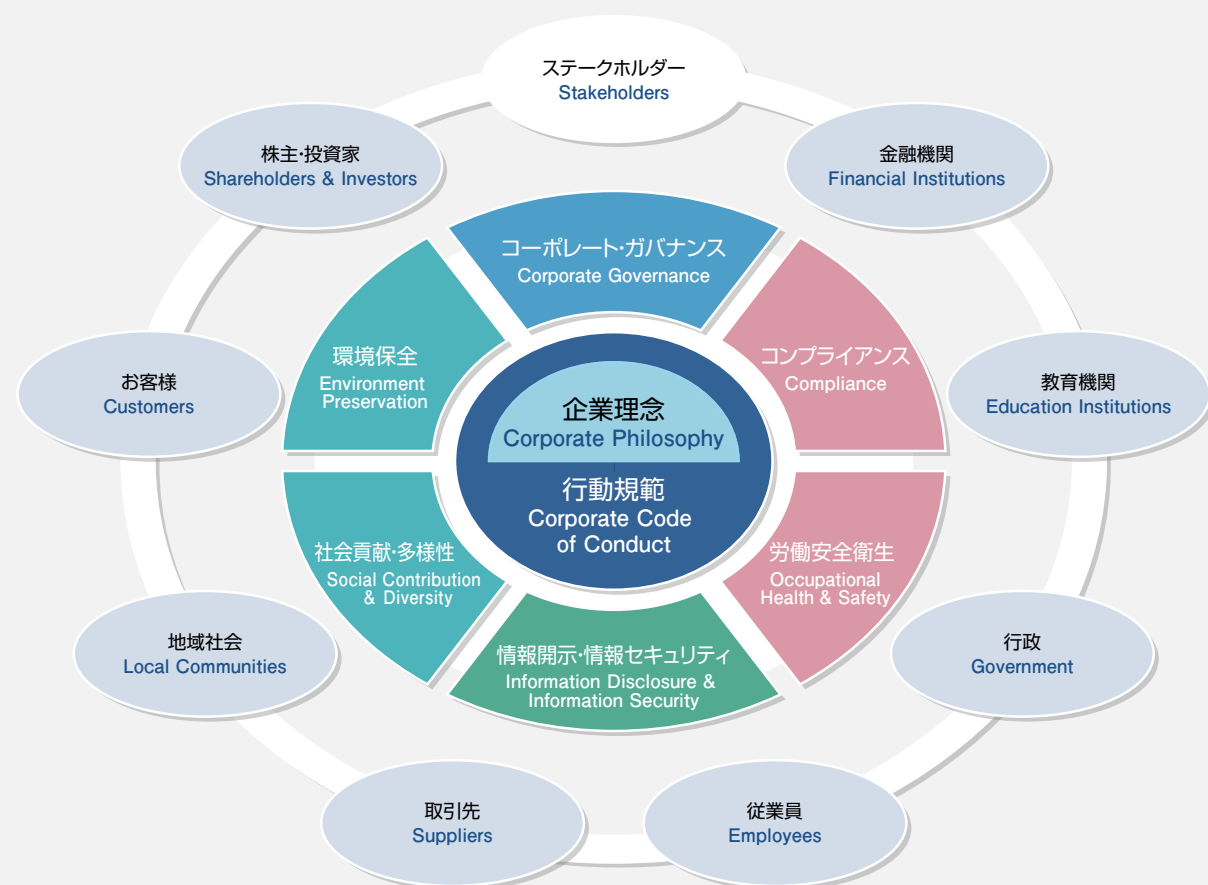 ステークホルダー
Stakeholders
株主・投資家
Shareholders & Investors
金融機関
Financial Institutions
コーポレート・ガバナンス
Corporate Governance
環境保全
Environment
Preservation
コンプライアンス
Compliance
お客様
Customers
教育機関
Education Institutions
企業理念
Corporate Philosophy
行動規範
Corporate Code
of Conduct
社会貢献・多様性
Social Contribution
& Diversity
労働安全衛生
Occupational
Health & Safety
地域社会
Local Communities
情報開示・情報セキュリティ
Information Disclosure &
Information Security
行政
Government
取引先
Suppliers
従業員
Employees